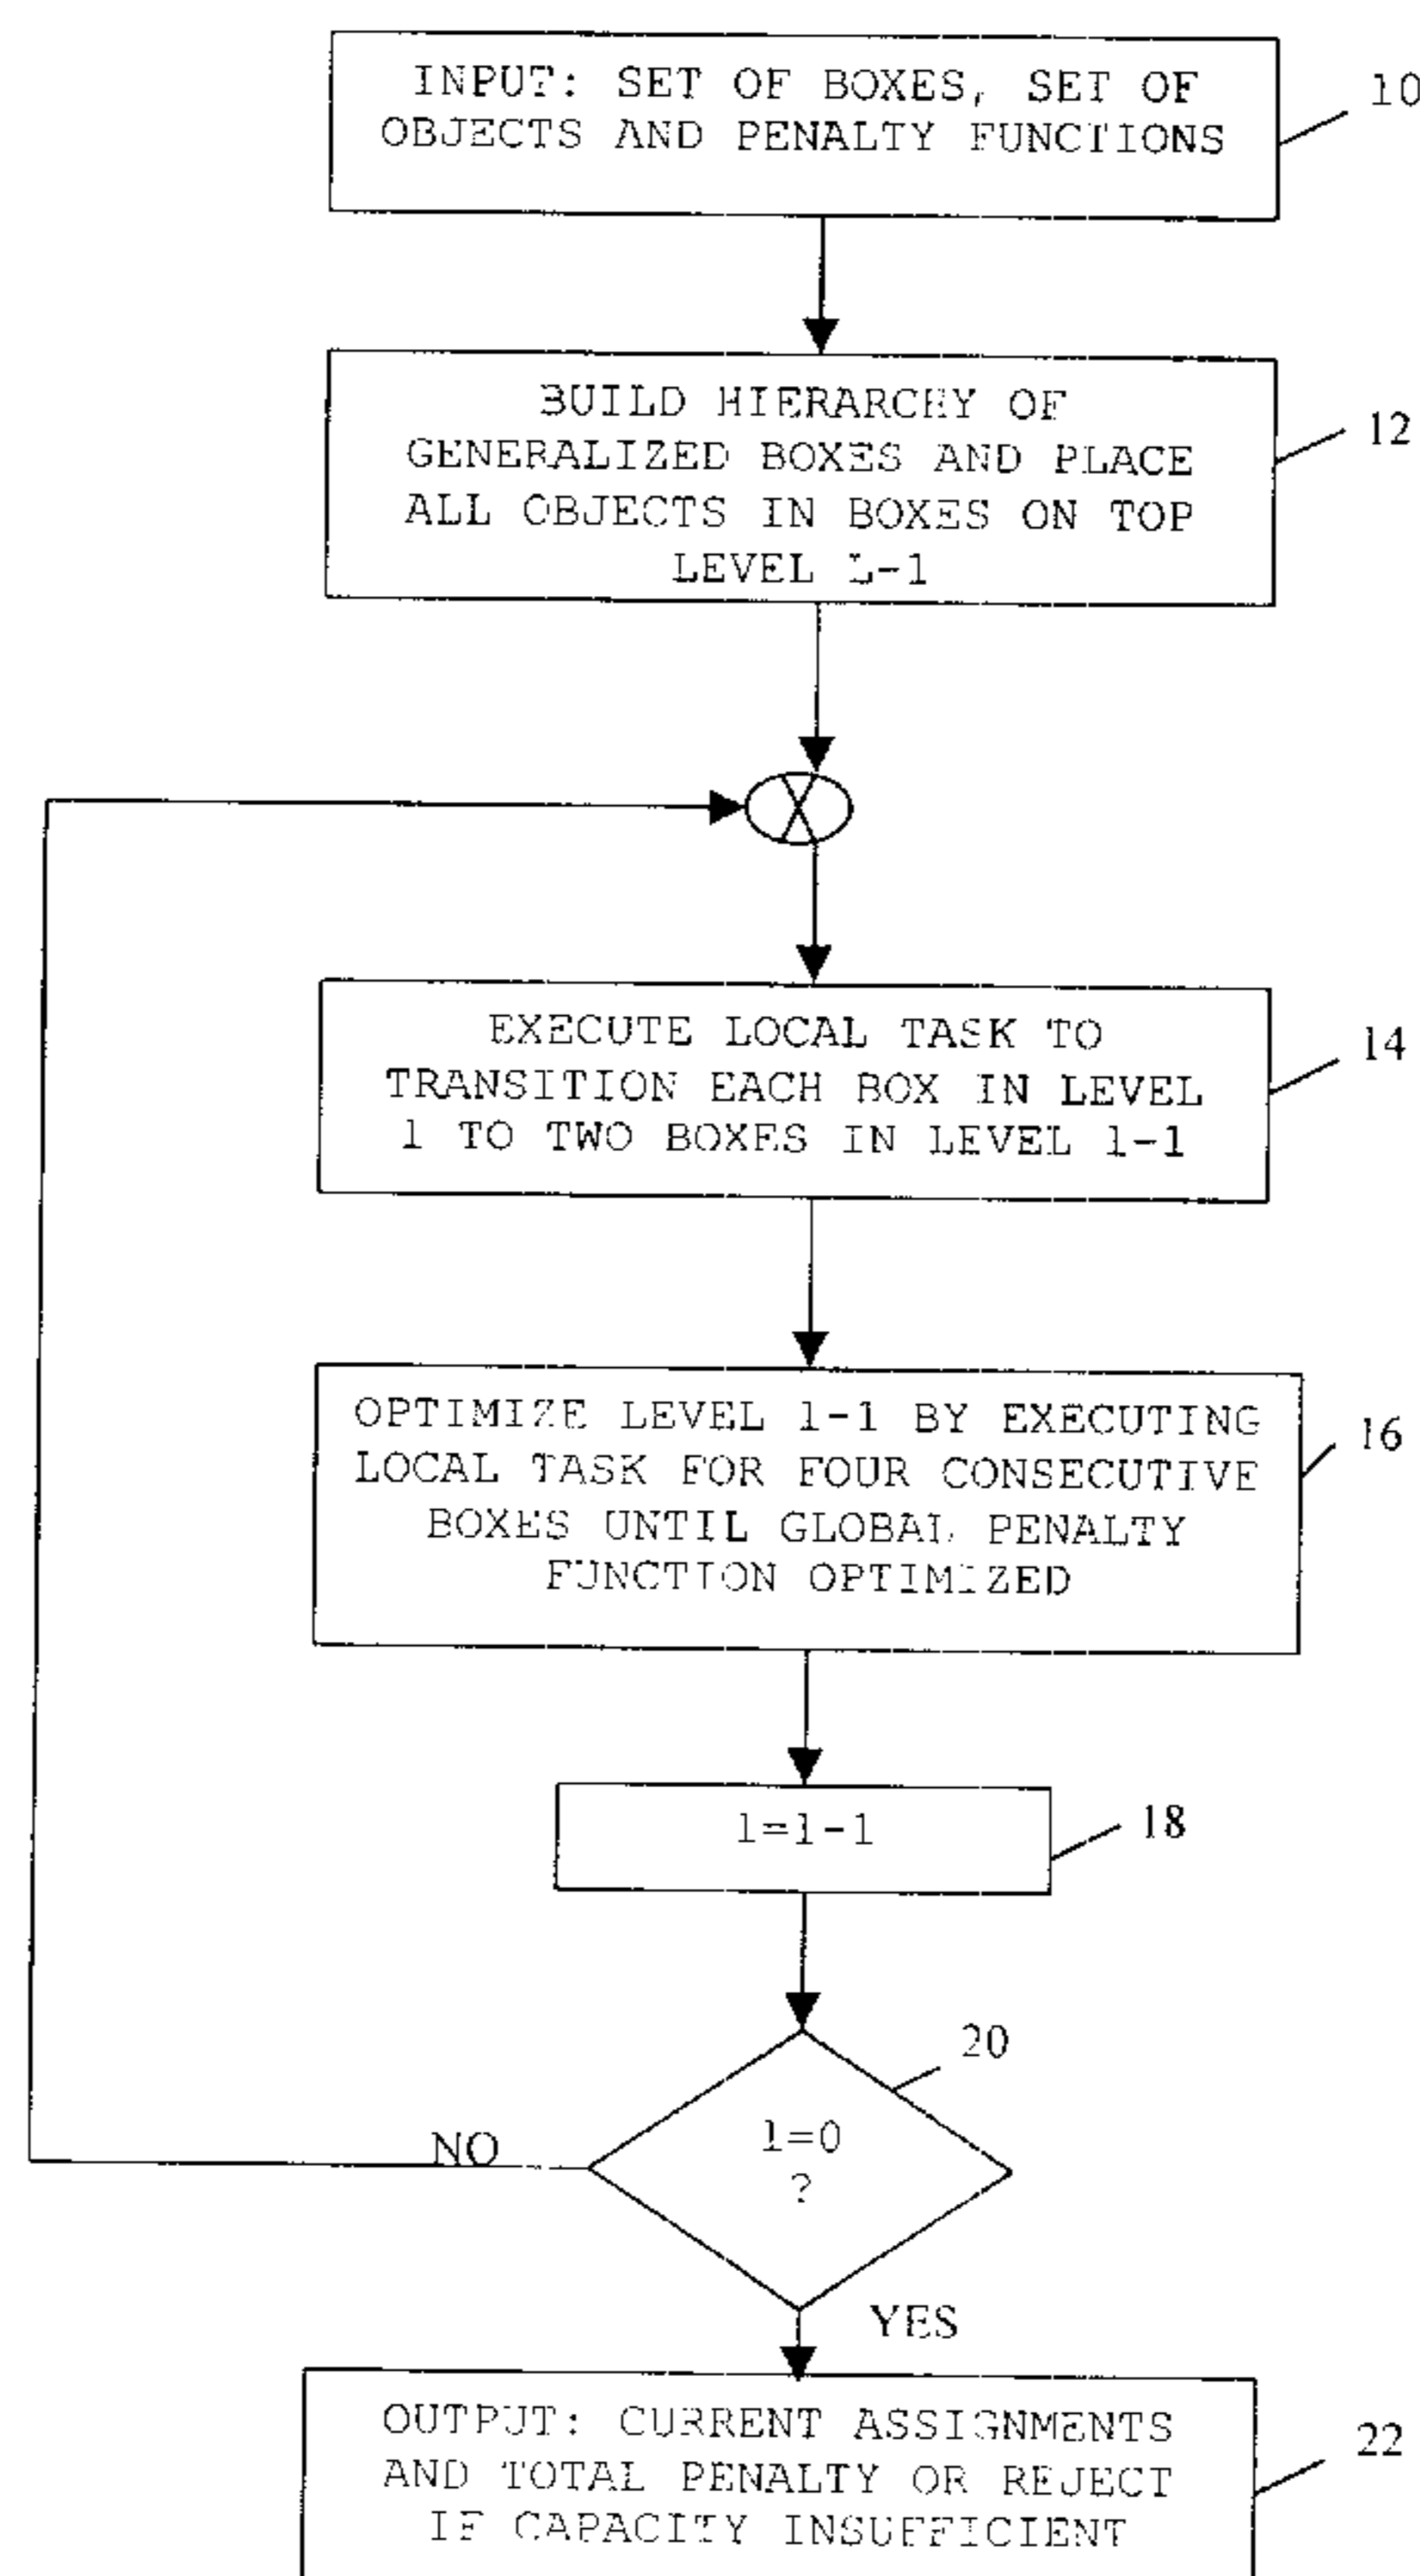 INPUT: SET OF BOXES, SET OF
OBJECTS AND PENALTY FUNCTIONS
10
BUILD HIERARCHY OF
GENERALIZED BOXES AND PLACE
ALL OBJECTS IN BOXES ON TOP
LEVEL L-1
12
EXECUTE LOCAL TASK TO
TRANSITION EACH BOX IN LEVEL
l TO TWO BOXES IN LEVEL l-1
14
OPTIMIZE LEVEL l-1 BY EXECUTING
LOCAL TASK FOR FOUR CONSECUTIVE
BOXES UNTIL GLOBAL PENALTY
FUNCTION OPTIMIZED
16
l=l-1
18
20
l=0
?
NO
YES
OUTPUT: CURRENT ASSIGNMENTS
AND TOTAL PENALTY OR REJECT
IF CAPACITY INSUFFICIENT
22